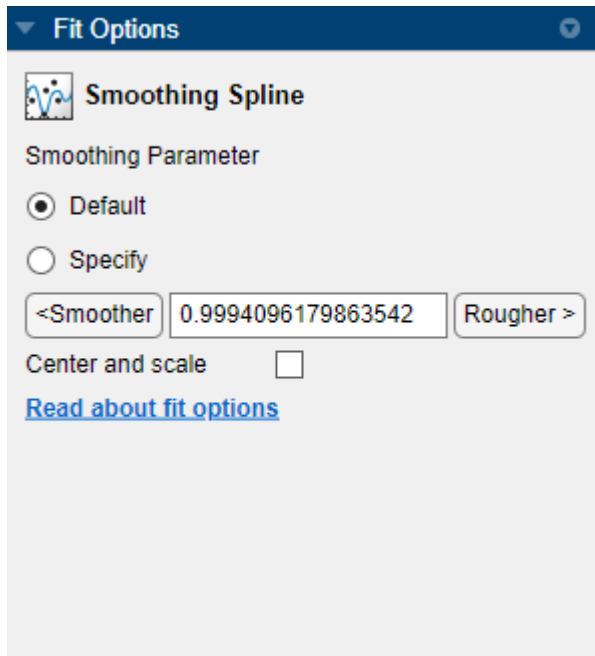 Fit Options
Smoothing Spline
Smoothing Parameter
Default
Specify
<Smoother 0.9994096179863542 Rougher >
Center and scale
Read about fit options